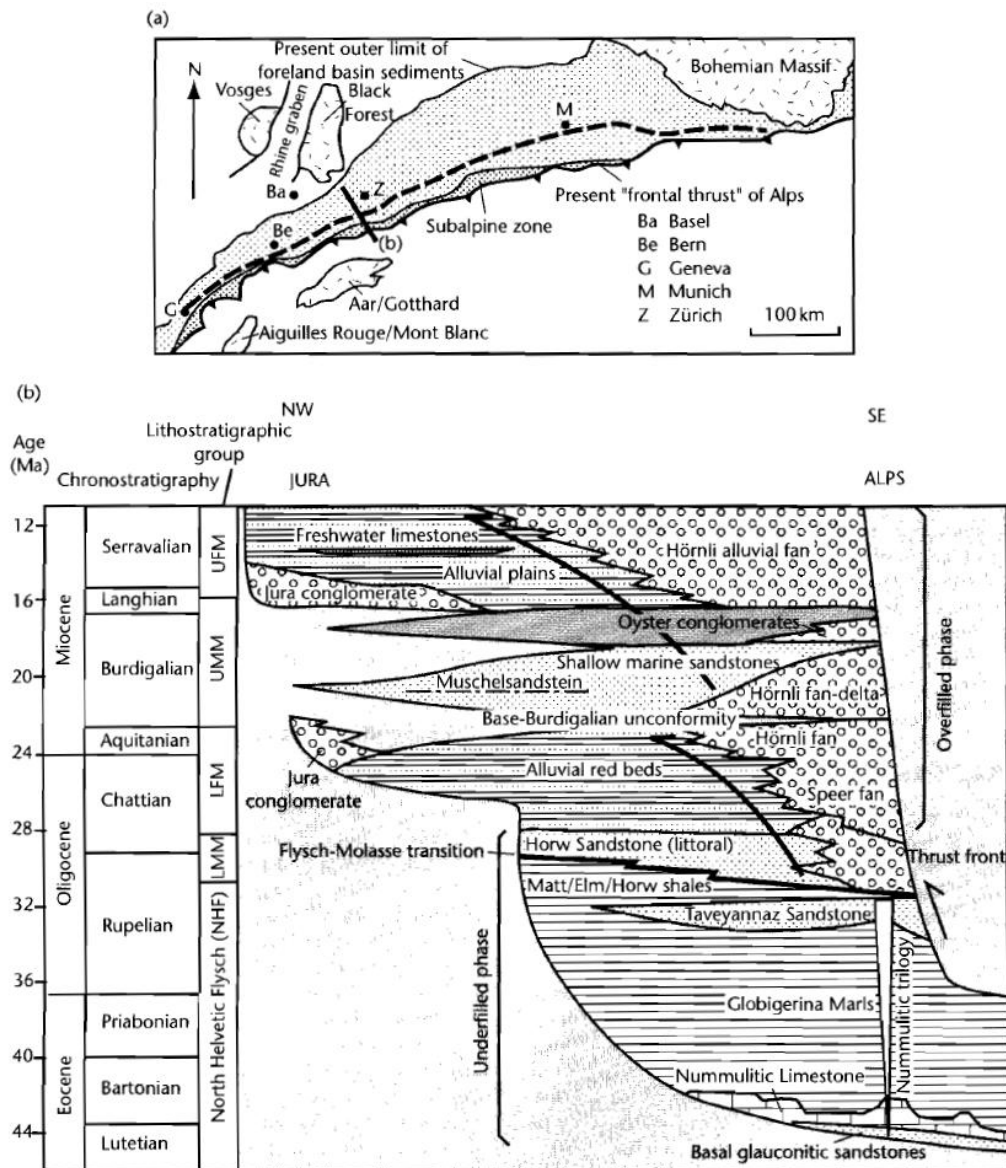 (a)
Present outer limit of
foreland basin sediments
Bohemian Massif
N
Vosges
Black
Forest
Rhine graben
M
Ba
Z
Present "frontal thrust" of Alps
Subalpine zone
Be
(b)
Ba Basel
Be Bern
G Geneva
M Munich
Z Zürich
G
Aar/Gotthard
100 km
Aiguilles Rouge/Mont Blanc
(b)
NW
SE
Age
(Ma)
Lithostratigraphic
group
Chronostratigraphy
JURA
ALPS
12
16
20
24
28
32
36
40
44
Miocene
Oligocene
Eocene
Serravalian
Langhian
Burdigalian
Aquitanian
Chattian
Rupelian
Priabonian
Bartonian
Lutetian
UFM
UMM
LFM
LMM
North Helvetic Flysch (NHF)
Freshwater limestones
Hörnli alluvial fan
Alluvial plains
Jura conglomerate
Oyster conglomerates
Shallow marine sandstones
Muschelsandstein
Hörnli fan-delta
Base-Burdigalian unconformity
Hörnli fan
Jura
conglomerate
Alluvial red beds
Speer fan
Overfilled phase
Flysch-Molasse transition
Horw Sandstone (littoral)
Thrust front
Matt/Elm/Horw shales
Taveyannaz Sandstone
Underfilled phase
Globigerina Marls
Nummulitic trilogy
Nummulitic Limestone
Basal glauconitic sandstones